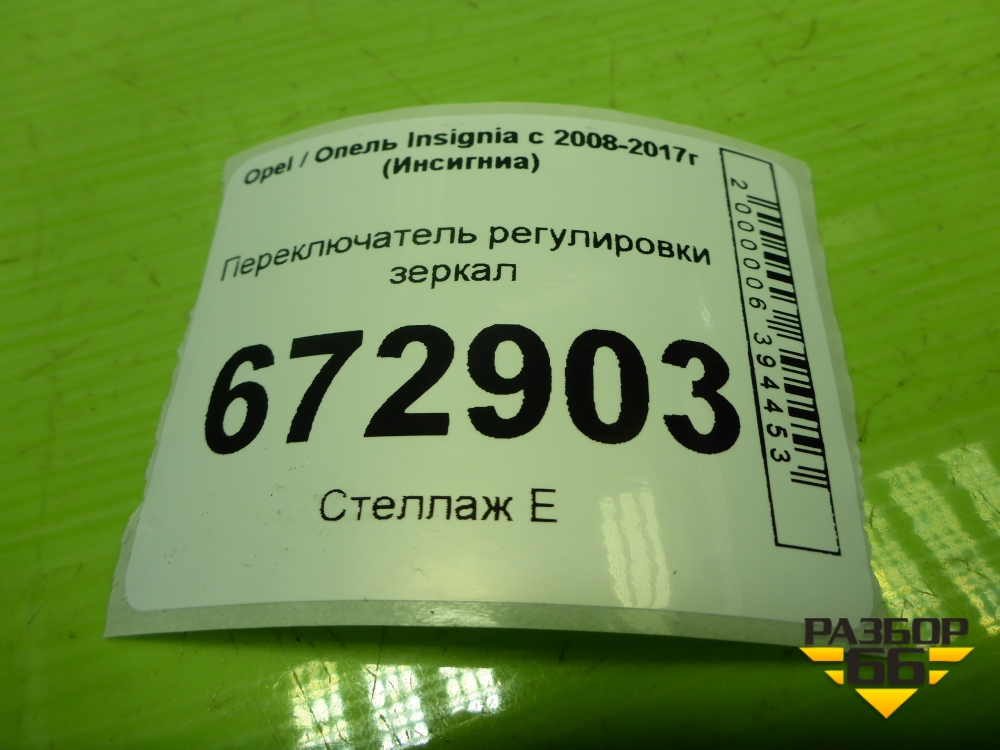 Opel / Опель Insignia с 2008-2017г
(Инсигниа)
Переключатель регулировки
зеркал
672903
Стеллаж Е
2000006394453
РАЗБОР
66